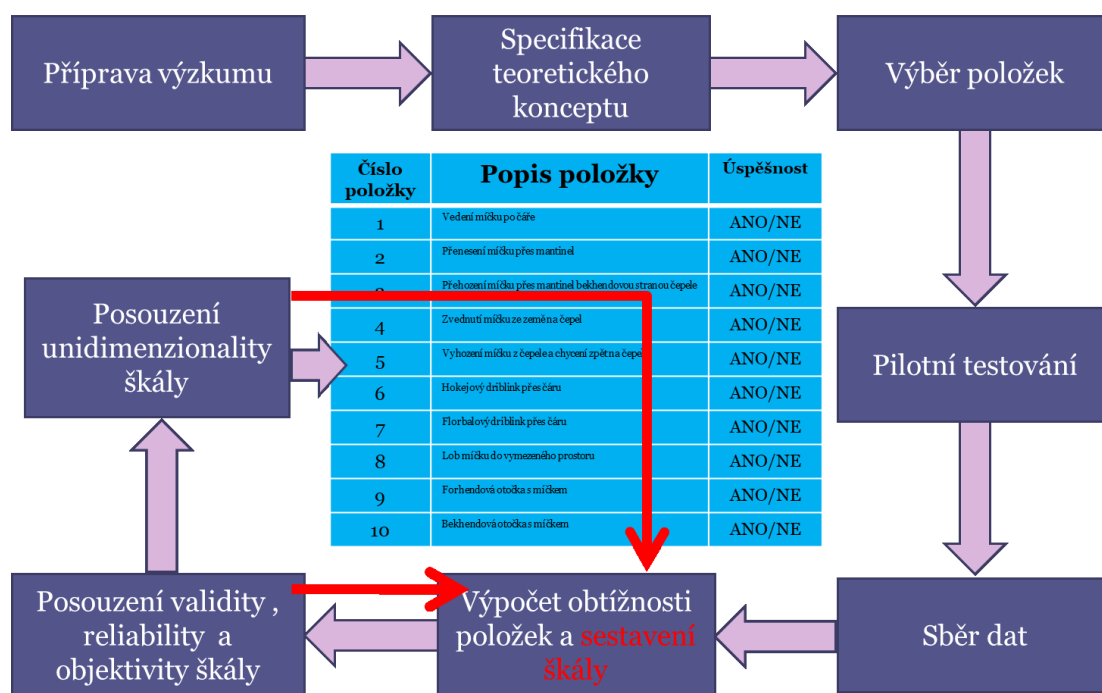 Příprava výzkumu
Specifikace
teoretického
konceptu
Výběr položek
Číslo
položky
Popis položky
Úspěšnost
1
Vedení míčku po čáře
ANO/NE
2
Přenesení míčku přes mantinel
ANO/NE
Přehození míčku přes mantinel bekhendovou stranou čepele
ANO/NE
4
Zvednutí míčku ze země na čepel
ANO/NE
5
Vyhození míčku z čepele a chycení zpět na čepel
ANO/NE
6
Hokejový driblink přes čáru
ANO/NE
7
Florbalový driblink přes čáru
ANO/NE
8
Lob míčku do vymezeného prostoru
ANO/NE
9
Forhendová otočka s míčkem
ANO/NE
10
Bekhendová otočka s míčkem
ANO/NE
Posouzení
unidimenzionality
škály
Pilotní testování
Posouzení validity ,
reliability a
objektivity škály
Výpočet obtížnosti
položek a sestavení
škály
Sběr dat